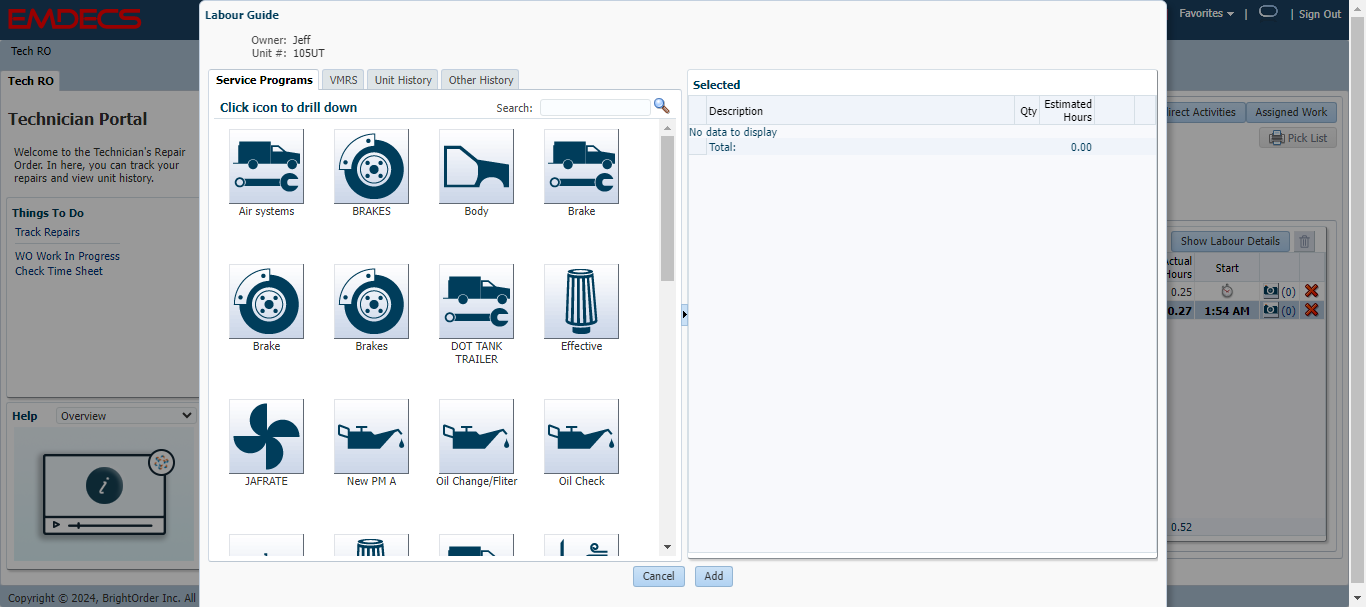 EMDECS
Favorites
|
| Sign Out
Tech RO
Tech RO
Technician Portal
Welcome to the Technician's Repair
Order. In here, you can track your
repairs and view unit history.
Things To Do
Track Repairs
WO Work In Progress
Check Time Sheet
Help
Overview
i
Copyright © 2024, BrightOrder Inc. All
Labour Guide
Owner: Jeff
Unit #: 105UT
Service Programs
VMRS
Unit History
Other History
Click icon to drill down
Search:
Air systems
BRAKES
Body
Brake
Brake
Brakes
DOT TANK
TRAILER
Effective
JAFRATE
New PM A
Oil Change/Fliter
Oil Check
Selected
Description
Qty
Estimated
Hours
No data to display
Total:
0.00
Cancel
Add
irect Activities
Assigned Work
Pick List
Show Labour Details
Actual
Hours
Start
0.25
(0)
0.27
1:54 AM
(0)
0.52